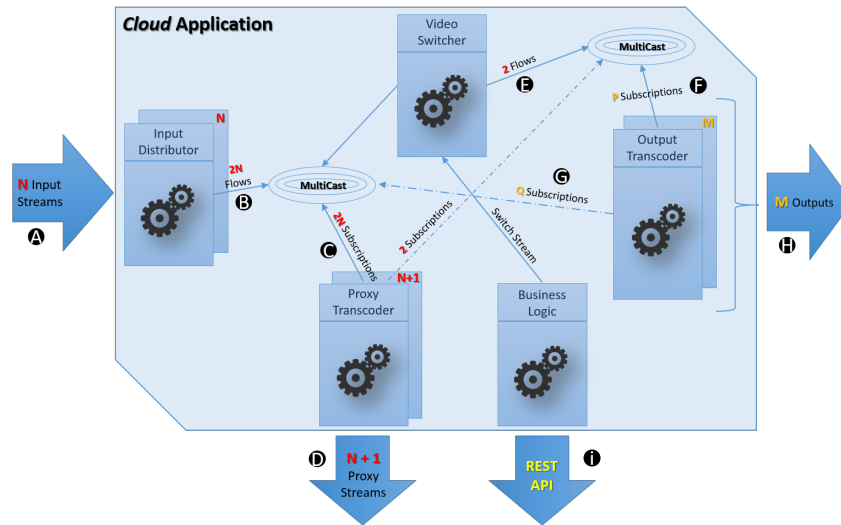 Cloud Application
Video
Switcher
MultiCast
2 Flows
E
F
P Subscriptions
N
Input
Distributor
M
Output
Transcoder
2N
Flows
B
MultiCast
G
Q Subscriptions
N Input
Streams
A
M Outputs
H
C
2N Subscriptions
2 Subscriptions
Switch Stream
N+1
Proxy
Transcoder
Business
Logic
D
N + 1
Proxy
Streams
REST
API
i